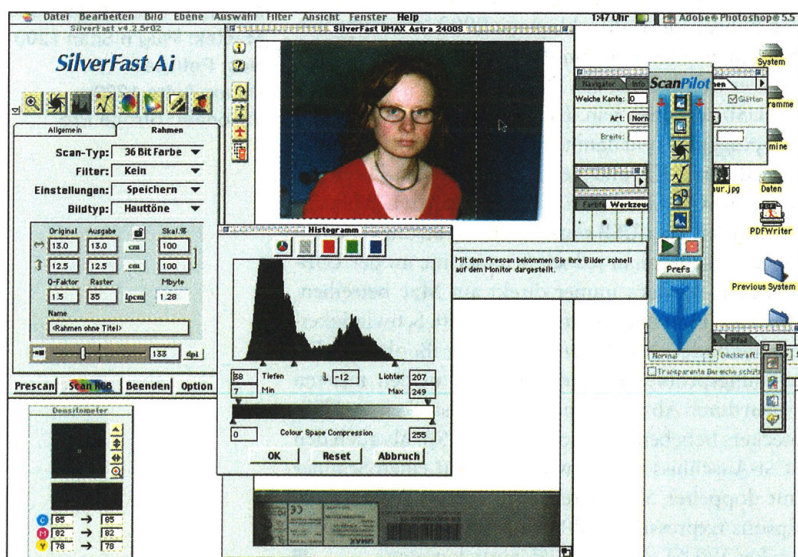 Datei Bearbeiten Bild Ebene Auswahl Filter Ansicht Fenster Help
1:47 Uhr
Adobe® Photoshop® 5.5
SilverFast v4.2.5r02
SilverFast Ai
Allgemein Rahmen
Scan-Typ: 36 Bit Farbe
Filter: Kein
Einstellungen: Speichern
Bildtyp: Hauttöne
Original Ausgabe Skal.%
13.0 13.0 cm 100
12.5 12.5 cm 100
Q-Faktor Raster Mbyte
1.5 35 lpcm 1.28
Name
<Rahmen ohne Titel>
133 dpi
Prescan Scan RGB Beenden Option
Densitometer
C 85 → 85
M 82 → 82
Y 78 → 78
SilverFast UMAX Astra 2400S
Histogramm
38 Tiefen -12 Lichter 207
7 Min Max 249
0 Colour Space Compression 255
OK Reset Abbruch
UMAX
Mit dem Prescan bekommen Sie Ihre Bilder schnell
auf dem Monitor dargestellt.
Navigator Info
Weiche Kante: 0 Glätten
Art:
Breite:
ScanPilot
Prefs
Werkzeug
Normal Deckkraft
Transparente Bereiche schütz
System
Daten
PDFWriter
Previous System